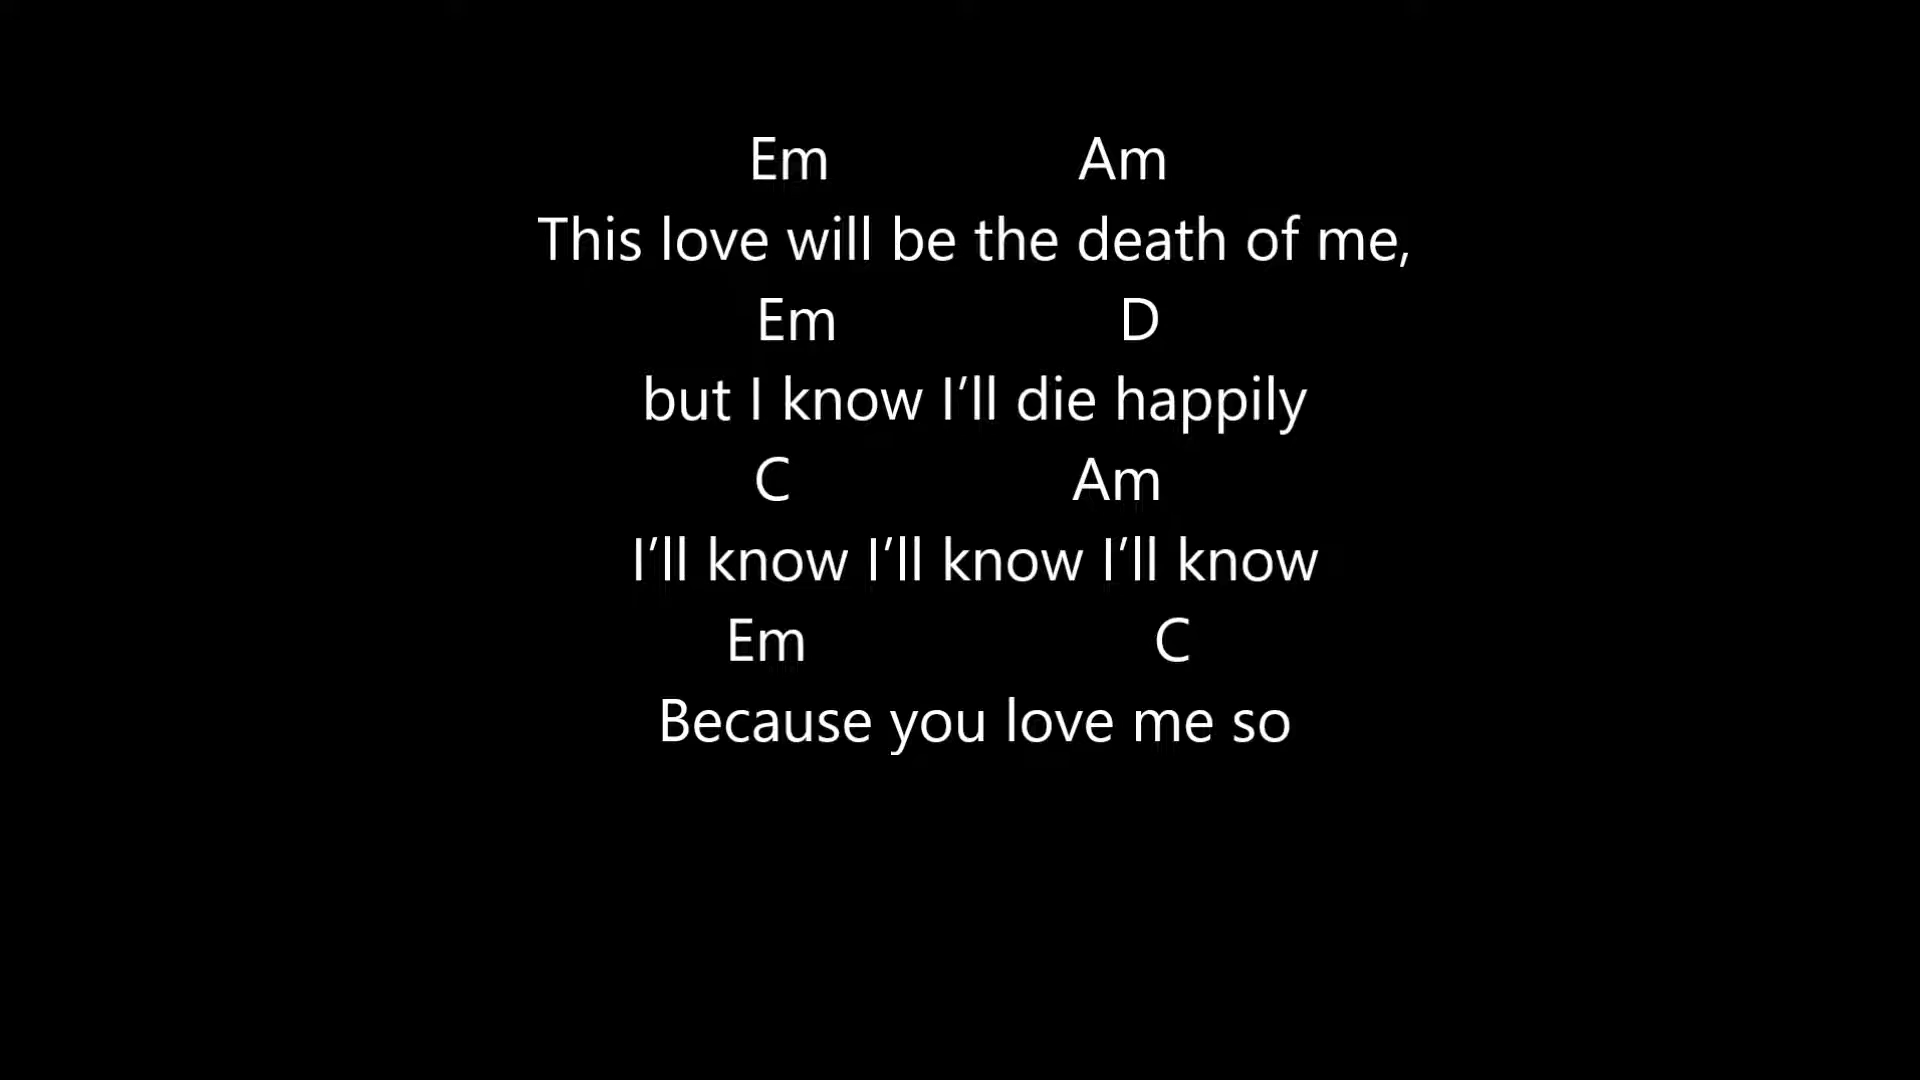 Em Am
This love will be the death of me,
Em D
but I know I’ll die happily
C Am
I’ll know I’ll know I’ll know
Em C
Because you love me so